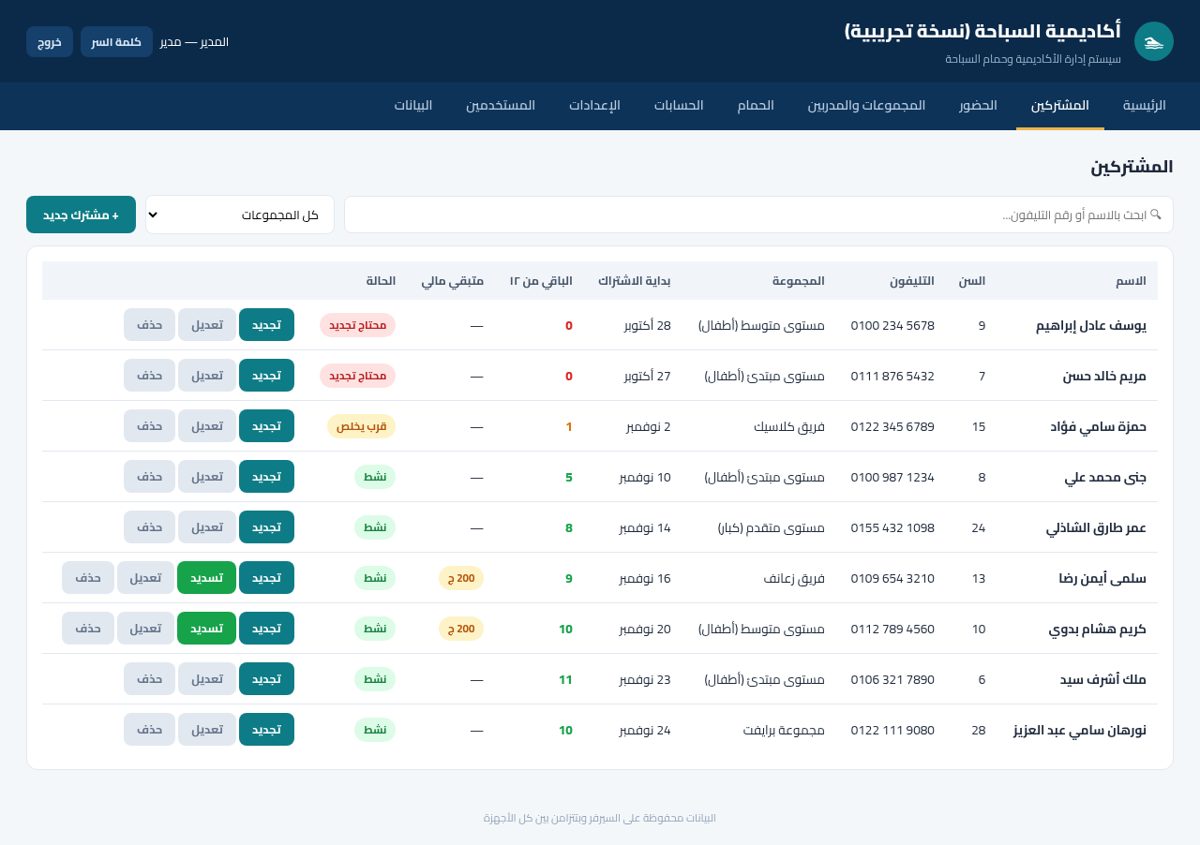 أكاديمية السباحة (نسخة تجريبية)
سيستم إدارة الأكاديمية وحمام السباحة
المدير — مدير
كلمة السر
خروج
الرئيسية
المشتركين
الحضور
المجموعات والمدربين
الحمام
الحسابات
الإعدادات
المستخدمين
البيانات
المشتركين
ابحث بالاسم أو رقم التليفون...
كل المجموعات
+ مشترك جديد
الاسم السن التليفون المجموعة بداية الاشتراك الباقي من ١٢ متبقي مالي الحالة
يوسف عادل إبراهيم 9 0100 234 5678 مستوى متوسط (أطفال) 28 أكتوبر 0 — محتاج تجديد تجديد تعديل حذف
مريم خالد حسن 7 0111 876 5432 مستوى مبتدئ (أطفال) 27 أكتوبر 0 — محتاج تجديد تجديد تعديل حذف
حمزة سامي فؤاد 15 0122 345 6789 فريق كلاسيك 2 نوفمبر 1 — قرب يخلص تجديد تعديل حذف
جنى محمد علي 8 0100 987 1234 مستوى مبتدئ (أطفال) 10 نوفمبر 5 — نشط تجديد تعديل حذف
عمر طارق الشاذلي 24 0155 432 1098 مستوى متقدم (كبار) 14 نوفمبر 8 — نشط تجديد تعديل حذف
سلمى أيمن رضا 13 0109 654 3210 فريق زعانف 16 نوفمبر 9 200 ج نشط تجديد تسديد تعديل حذف
كريم هشام بدوي 10 0112 789 4560 مستوى متوسط (أطفال) 20 نوفمبر 10 200 ج نشط تجديد تسديد تعديل حذف
ملك أشرف سيد 6 0106 321 7890 مستوى مبتدئ (أطفال) 23 نوفمبر 11 — نشط تجديد تعديل حذف
نورهان سامي عبد العزيز 28 0122 111 9080 مجموعة برايفت 24 نوفمبر 10 — نشط تجديد تعديل حذف
البيانات محفوظة على السيرفر وبتتزامن بين كل الأجهزة